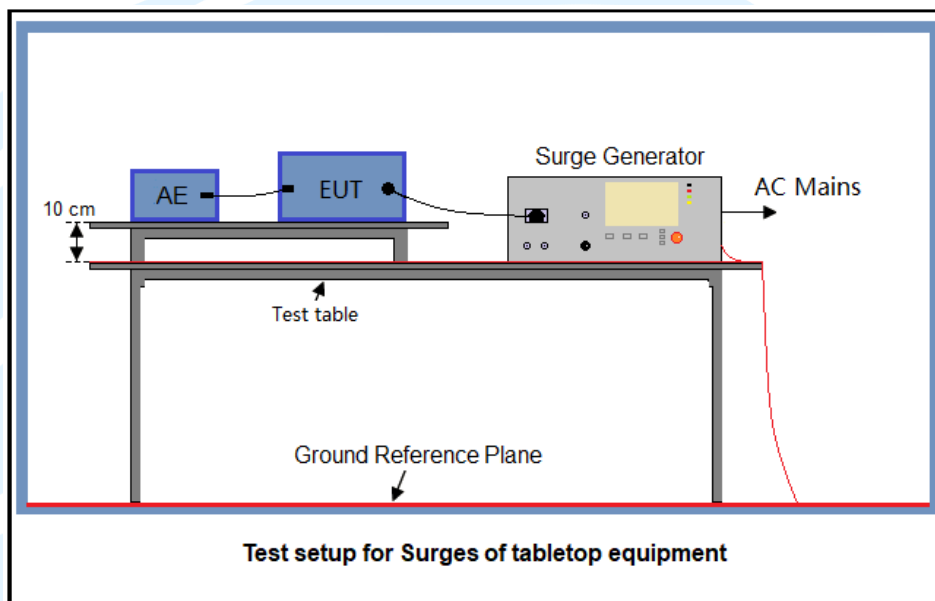 Surge Generator
AE
EUT
AC Mains
10 cm
Test table
Ground Reference Plane
Test setup for Surges of tabletop equipment